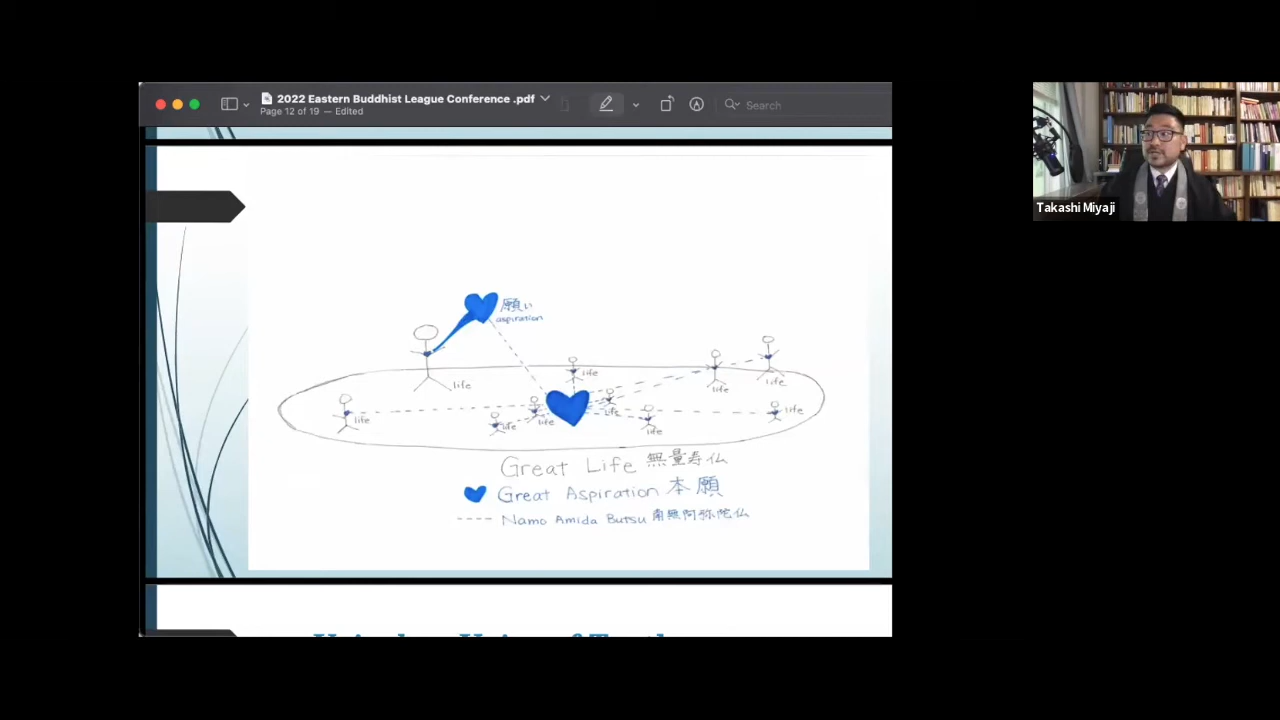 2022 Eastern Buddhist League Conference .pdf
Page 12 of 19 — Edited
Search
Takashi Miyaji
願い
aspiration
life
life
life
life
life
life
life
life
life
life
Great Life 無量寿仏
Great Aspiration 本願
Namo Amida Butsu 南無阿弥陀仏